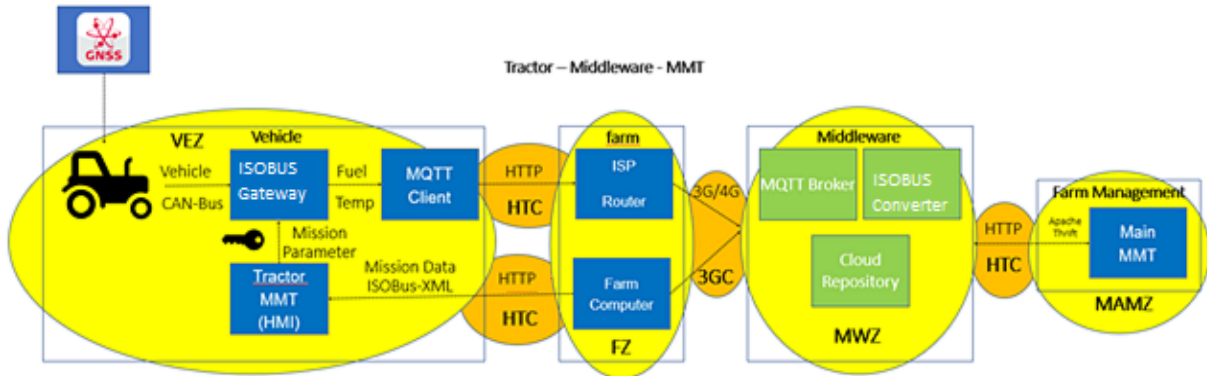 GNSS
Tractor – Middleware - MMT
VEZ
Vehicle
Vehicle
CAN-Bus
ISOBUS
Gateway
Fuel
Temp
MQTT
Client
Mission
Parameter
Tractor
MMT
(HMI)
Mission Data
ISOBus-XML
HTTP
HTC
HTTP
HTC
farm
ISP
Router
Farm
Computer
FZ
3G/4G
3GC
Middleware
MQTT Broker
ISOBUS
Converter
Cloud
Repository
MWZ
HTTP
HTC
Farm Management
Apache
Thrift
Main
MMT
MAMZ